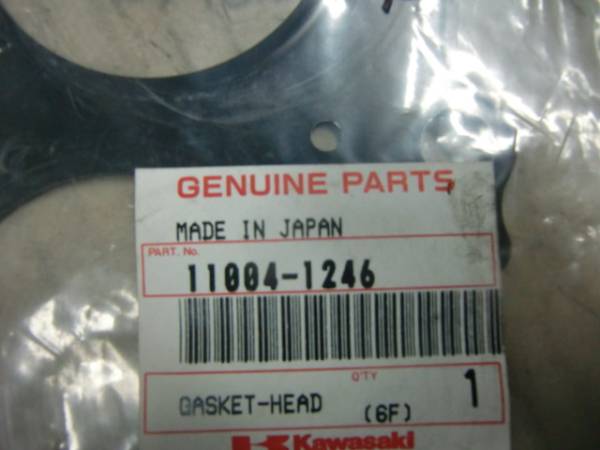 GENUINE PARTS
MADE IN JAPAN
PART. No.
11004-1246
Q'TY
GASKET-HEAD (6F) 1
Kawasaki